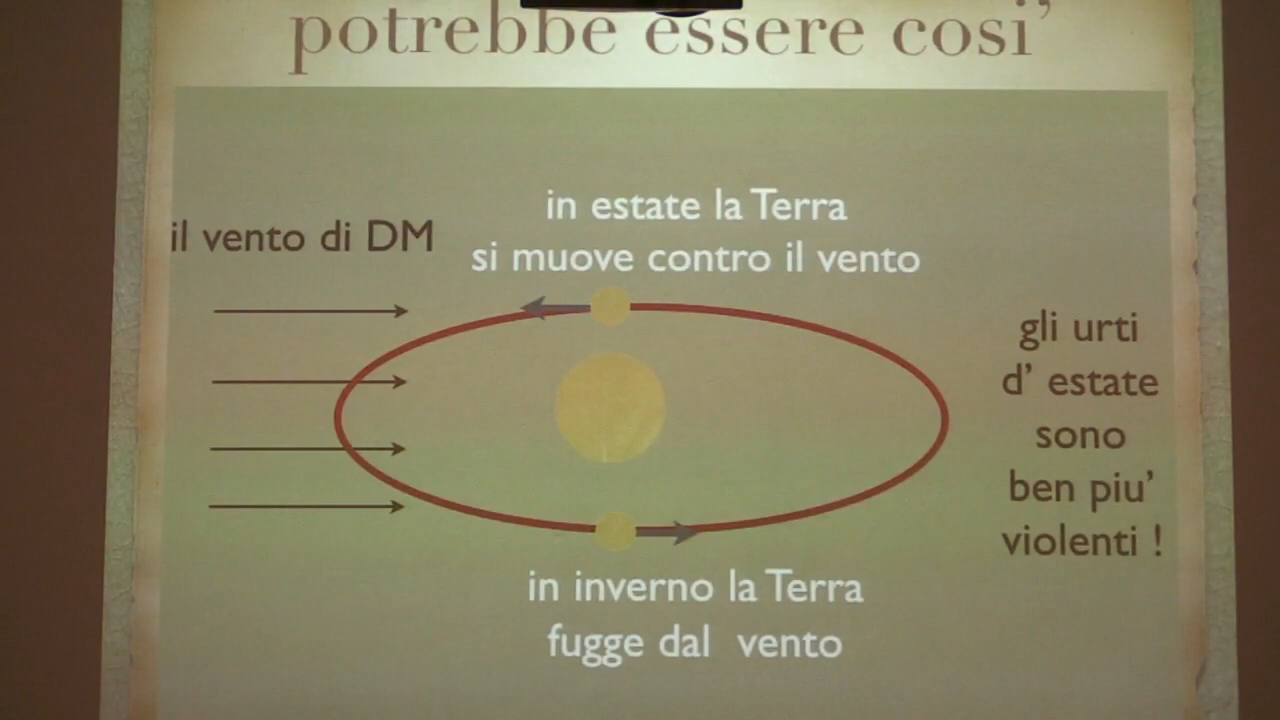 potrebbe essere cosi'
in estate la Terra
si muove contro il vento
il vento di DM
gli urti
d' estate
sono
ben piu'
violenti !
in inverno la Terra
fugge dal vento